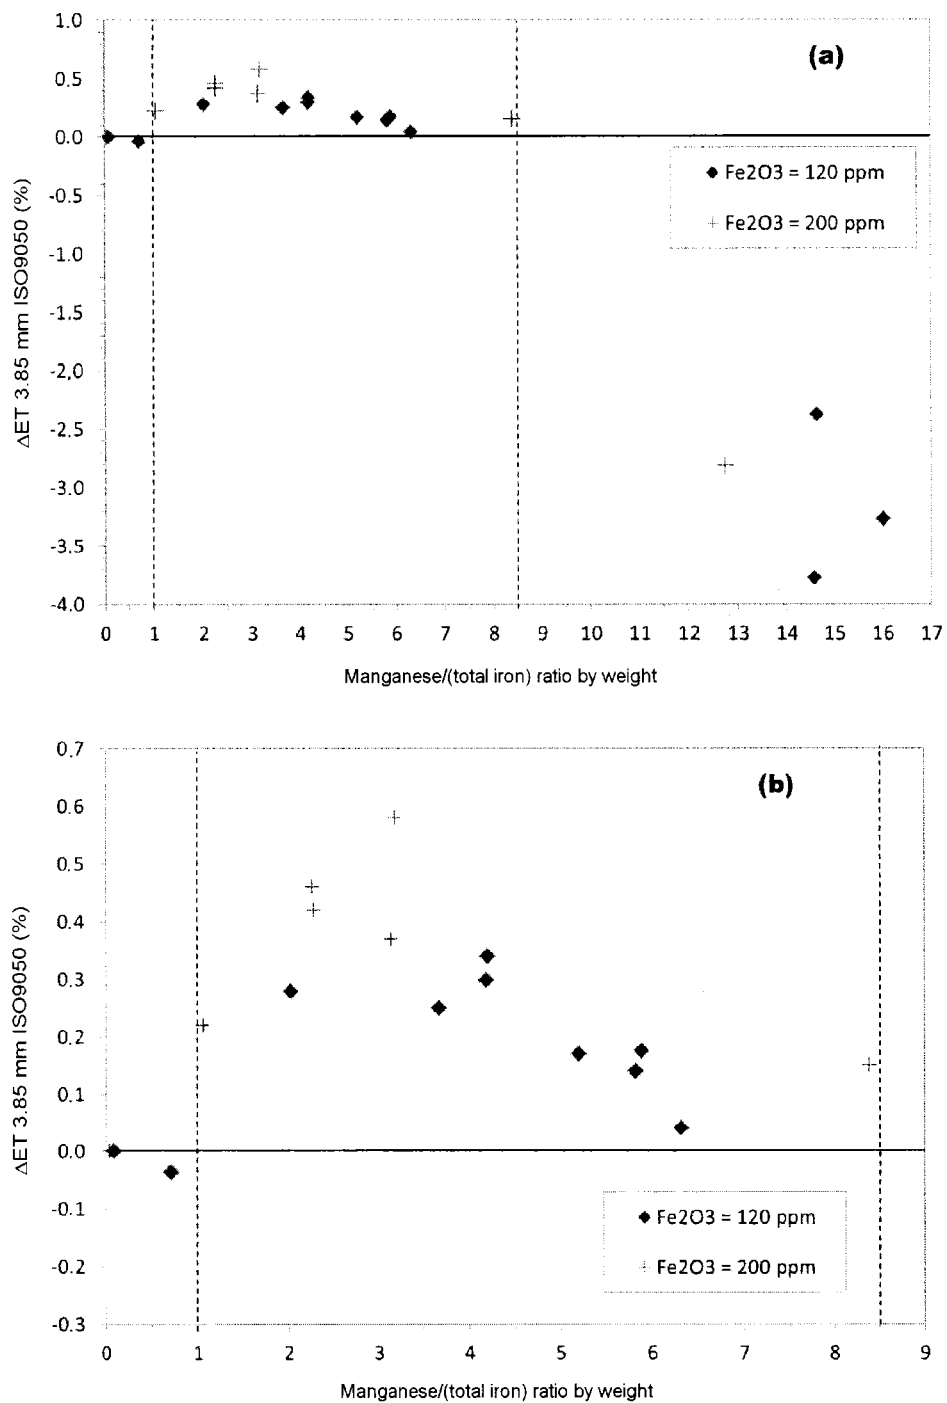 (a)
1.0
0.5
0.0
-0.5
-1.0
-1.5
-2.0
-2.5
-3.0
-3.5
-4.0
ΔET 3.85 mm ISO9050 (%)
Fe2O3 = 120 ppm
Fe2O3 = 200 ppm
0 1 2 3 4 5 6 7 8 9 10 11 12 13 14 15 16 17
Manganese/(total iron) ratio by weight
(b)
0.7
0.6
0.5
0.4
0.3
0.2
0.1
0.0
-0.1
-0.2
-0.3
ΔET 3.85 mm ISO9050 (%)
Fe2O3 = 120 ppm
Fe2O3 = 200 ppm
0 1 2 3 4 5 6 7 8 9
Manganese/(total iron) ratio by weight